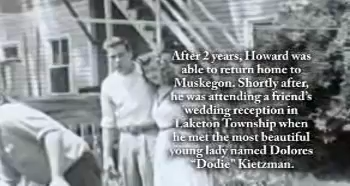 After 2 years, Howard was
able to return home to
Muskegon. Shortly after,
he was attending a friend's
wedding reception in
Laketon Township when
he met the most beautiful
young lady named Dolores
"Dodie" Kietzman.